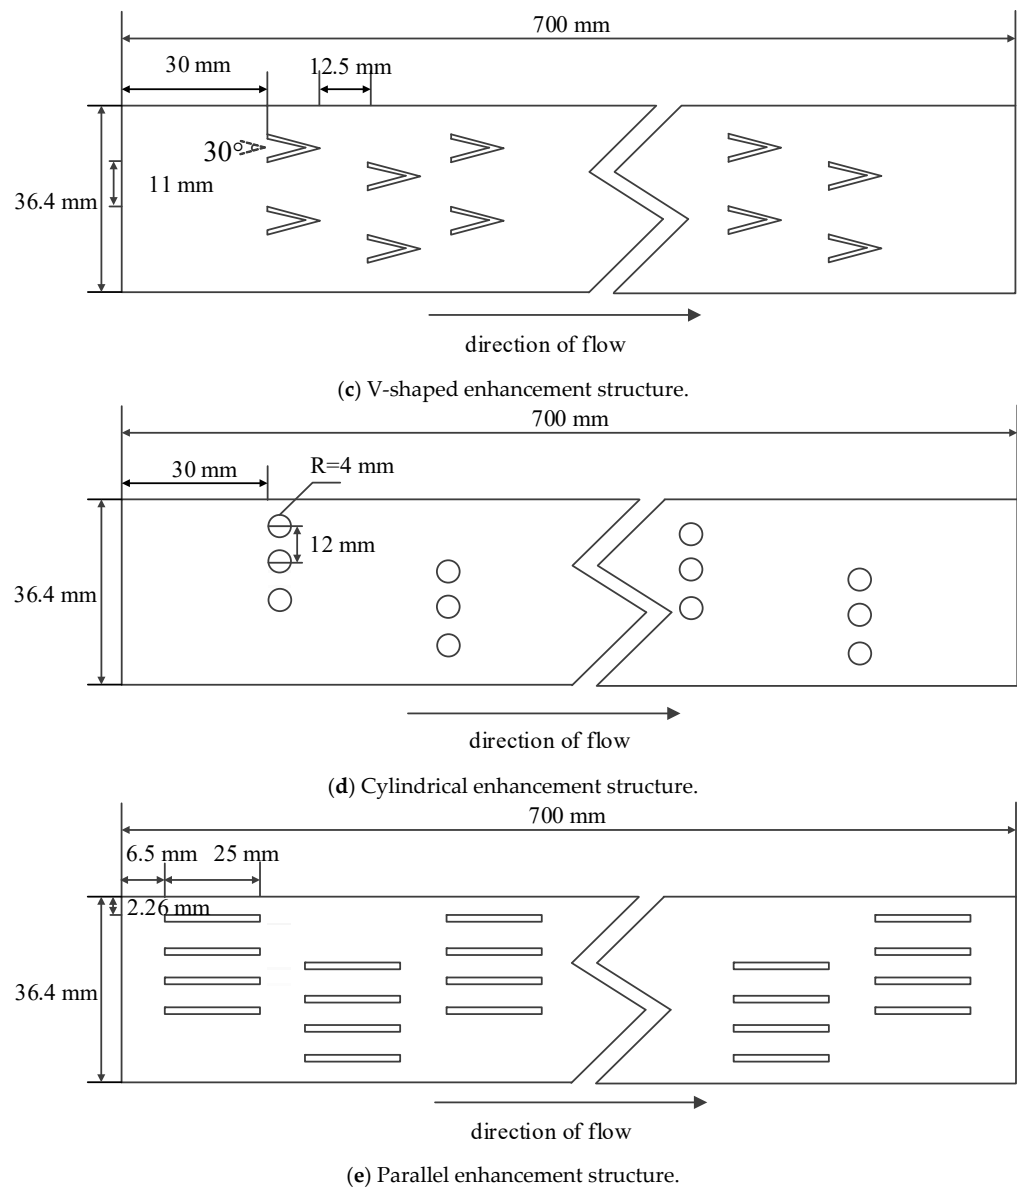 700 mm
30 mm
12.5 mm
30°
11 mm
36.4 mm
direction of flow
(c) V-shaped enhancement structure.
700 mm
30 mm
R=4 mm
12 mm
36.4 mm
direction of flow
(d) Cylindrical enhancement structure.
700 mm
6.5 mm 25 mm
2.26 mm
36.4 mm
direction of flow
(e) Parallel enhancement structure.